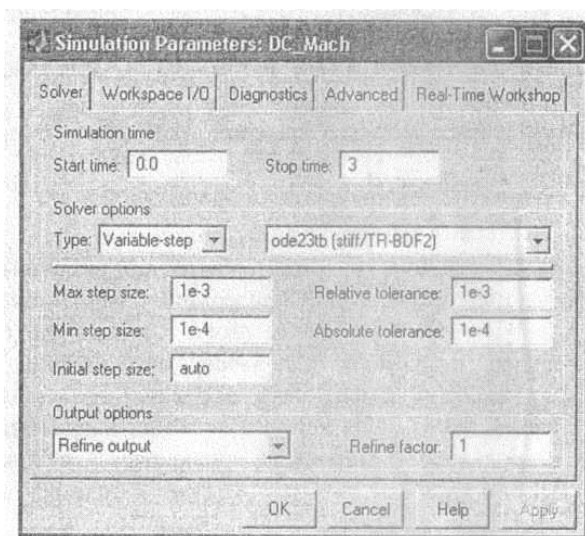 Simulation Parameters: DC_Mach
Solver Workspace I/O Diagnostics Advanced Real-Time Workshop
Simulation time
Start time: 0.0 Stop time: 3
Solver options
Type: Variable-step ode23tb (stiff/TR-BDF2)
Max step size: 1e-3 Relative tolerance: 1e-3
Min step size: 1e-4 Absolute tolerance: 1e-4
Initial step size: auto
Output options
Refine output Refine factor: 1
OK Cancel Help Apply